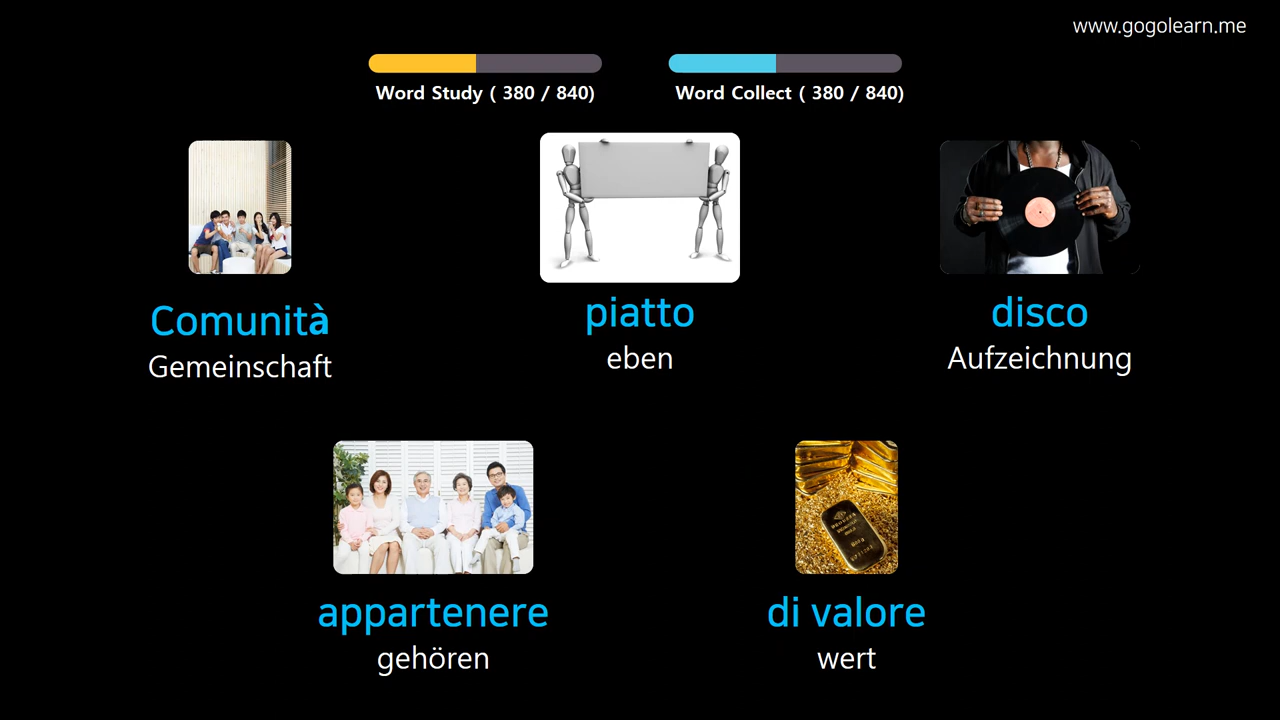 www.gogolearn.me
Word Study ( 380 / 840)
Word Collect ( 380 / 840)
Comunità
Gemeinschaft
piatto
eben
disco
Aufzeichnung
appartenere
gehören
di valore
wert